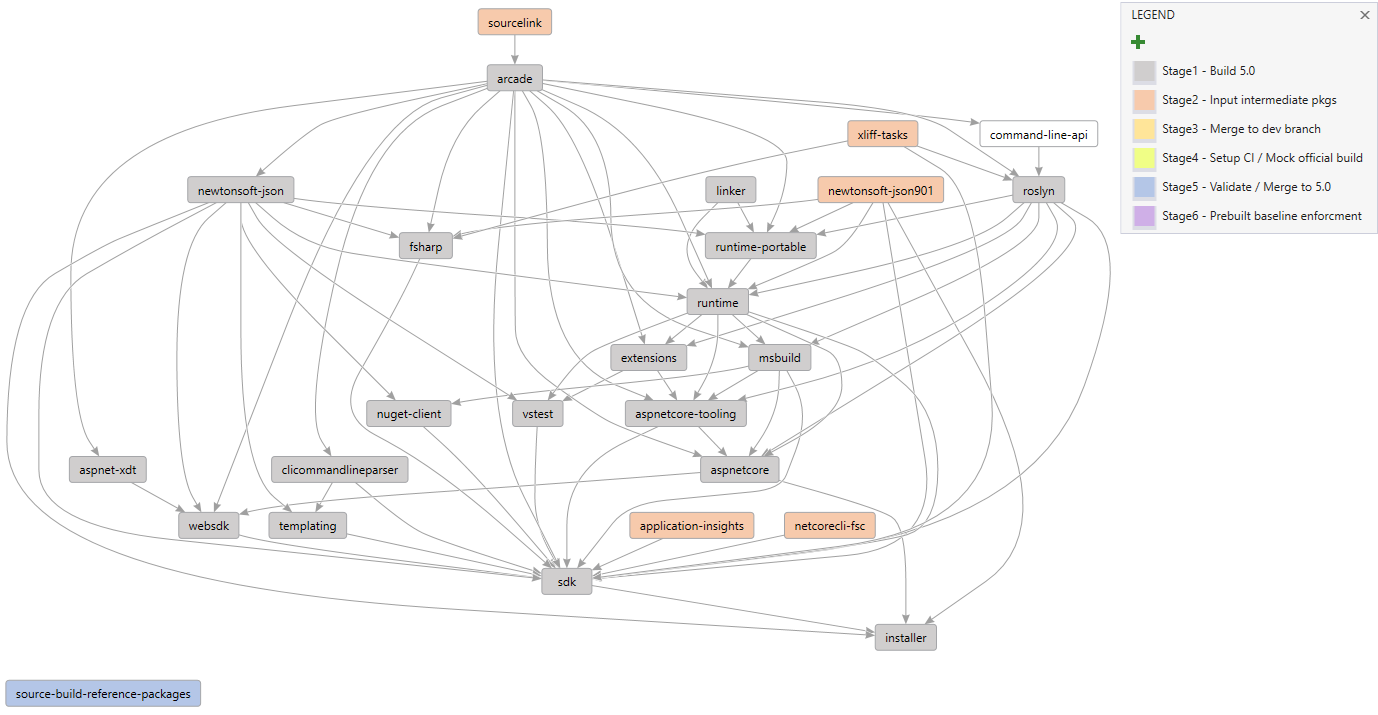 sourcelink
arcade
xliff-tasks
command-line-api
newtonsoft-json
linker
newtonsoft-json901
roslyn
fsharp
runtime-portable
runtime
extensions
msbuild
nuget-client
vstest
aspnetcore-tooling
aspnet-xdt
clicommandlineparser
aspnetcore
websdk
templating
application-insights
netcorecli-fsc
sdk
installer
source-build-reference-packages
LEGEND
Stage1 - Build 5.0
Stage2 - Input intermediate pkgs
Stage3 - Merge to dev branch
Stage4 - Setup CI / Mock official build
Stage5 - Validate / Merge to 5.0
Stage6 - Prebuilt baseline enforcment